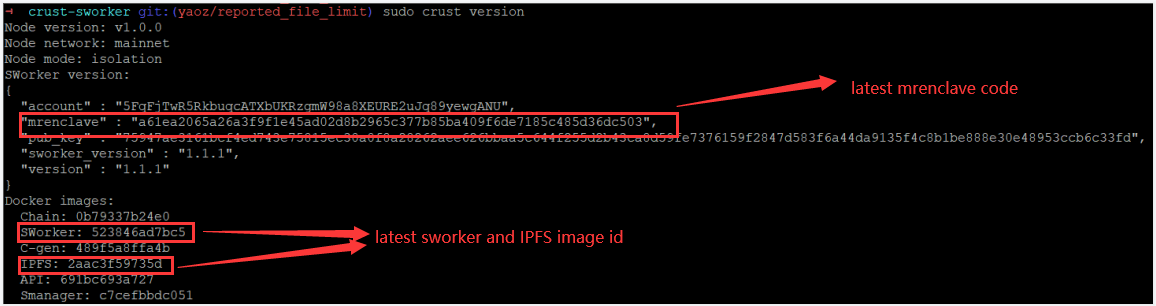 crust-sworker git:(yaoz/reported_file_limit) sudo crust version
Node version: v1.0.0
Node network: mainnet
Node mode: isolation
SWorker version:
{
"account" : "5FqFjTwR5RkbugcATXbUKRzgmW98a8XEURE2uJq89yewqANU",
"mrenclave" : "a61ea2065a26a3f9f1e45ad02d8b2965c377b85ba409f6de7185c485d36dc503",
latest mrenclave code
"pub_key" :
"sworker_version" : "1.1.1",
"version" : "1.1.1"
}
Docker images:
Chain: 0b79337b24e0
SWorker: 523846ad7bc5
latest sworker and IPFS image id
C-gen: 489f5a8ffa4b
IPFS: 2aac3f59735d
API: 691bc693a727
Smanager: c7cefbbdc051